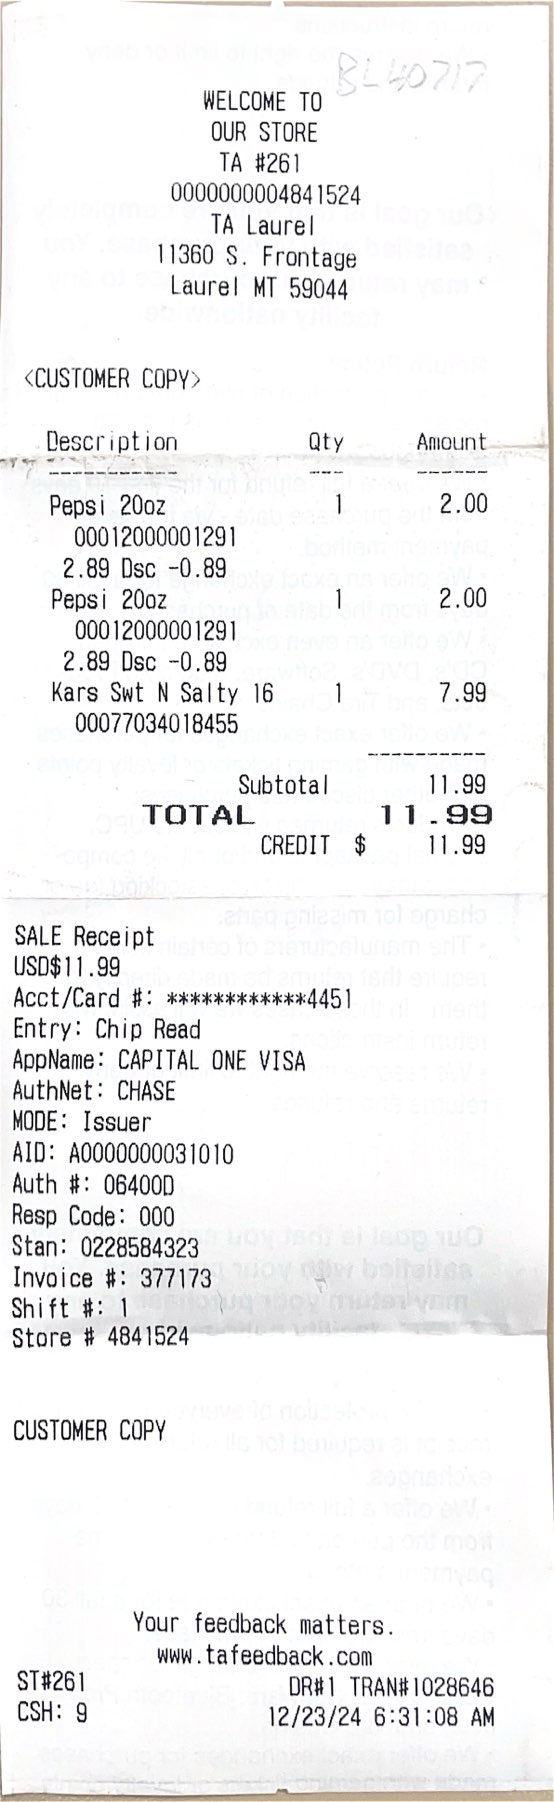 BL40717
WELCOME TO
OUR STORE
TA #261
0000000004841524
TA Laurel
11360 S. Frontage
Laurel MT 59044
<CUSTOMER COPY>
Description Qty Amount
Pepsi 20oz 1 2.00
00012000001291
2.89 Dsc -0.89
Pepsi 20oz 1 2.00
00012000001291
2.89 Dsc -0.89
Kars Swt N Salty 16 1 7.99
00077034018455
Subtotal 11.99
TOTAL 11.99
CREDIT $ 11.99
SALE Receipt
USD$11.99
Acct/Card #: ************4451
Entry: Chip Read
AppName: CAPITAL ONE VISA
AuthNet: CHASE
MODE: Issuer
AID: A0000000031010
Auth #: 06400D
Resp Code: 000
Stan: 0228584323
Invoice #: 377173
Shift #: 1
Store # 4841524
CUSTOMER COPY
Your feedback matters.
www.tafeedback.com
ST#261 DR#1 TRAN#1028646
CSH: 9 12/23/24 6:31:08 AM